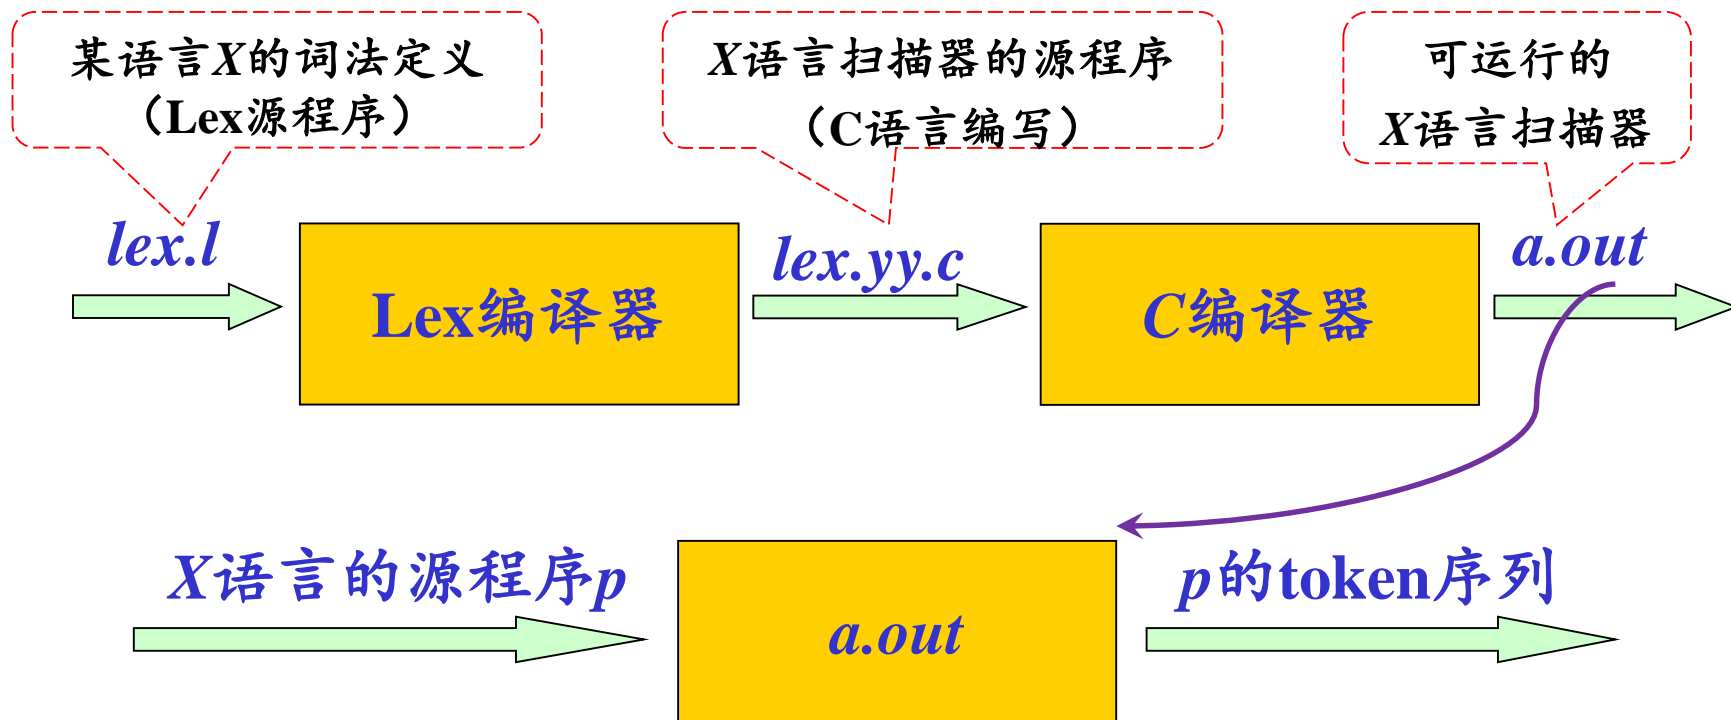 某语言X的词法定义
（Lex源程序）
X语言扫描器的源程序
（C语言编写）
可运行的
X语言扫描器
lex.l
Lex编译器
lex.yy.c
C编译器
a.out
X语言的源程序p
a.out
p的token序列